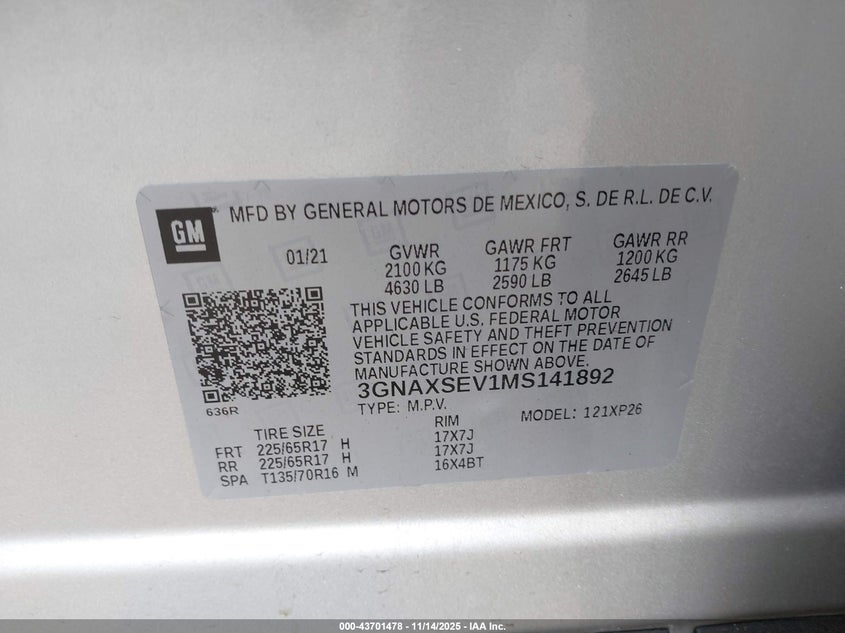 GM
MFD BY GENERAL MOTORS DE MEXICO, S. DE R.L. DE C.V.
01/21
GVWR GAWR FRT GAWR RR
2100 KG 1175 KG 1200 KG
4630 LB 2590 LB 2645 LB
THIS VEHICLE CONFORMS TO ALL
APPLICABLE U.S. FEDERAL MOTOR
VEHICLE SAFETY AND THEFT PREVENTION
STANDARDS IN EFFECT ON THE DATE OF
MANUFACTURE SHOWN ABOVE.
3GNAXSEV1MS141892
TYPE: M.P.V.
MODEL: 121XP26
636R
TIRE SIZE RIM
FRT 225/65R17 H 17X7J
RR 225/65R17 H 17X7J
SPA T135/70R16 M 16X4BT
000-43701478 - 11/14/2025 - IAA Inc.